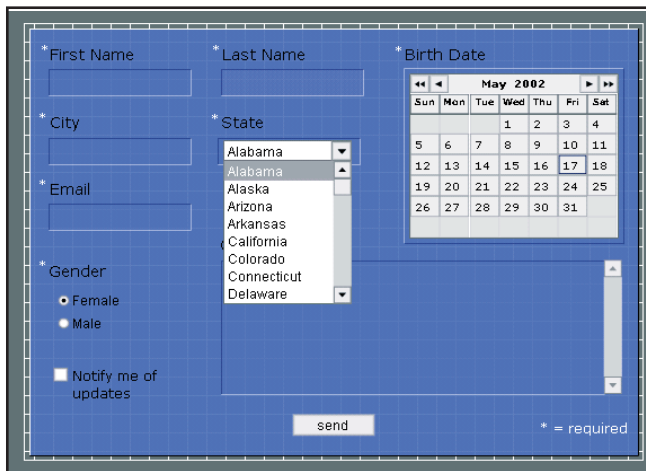 *First Name
*Last Name
*Birth Date
May 2002
Sun Mon Tue Wed Thu Fri Sat
1 2 3 4
5 6 7 8 9 10 11
12 13 14 15 16 17 18
19 20 21 22 23 24 25
26 27 28 29 30 31
*City
*State
Alabama
Alabama
Alaska
Arizona
Arkansas
California
Colorado
Connecticut
Delaware
*Email
*Gender
Female
Male
Notify me of
updates
send
* = required